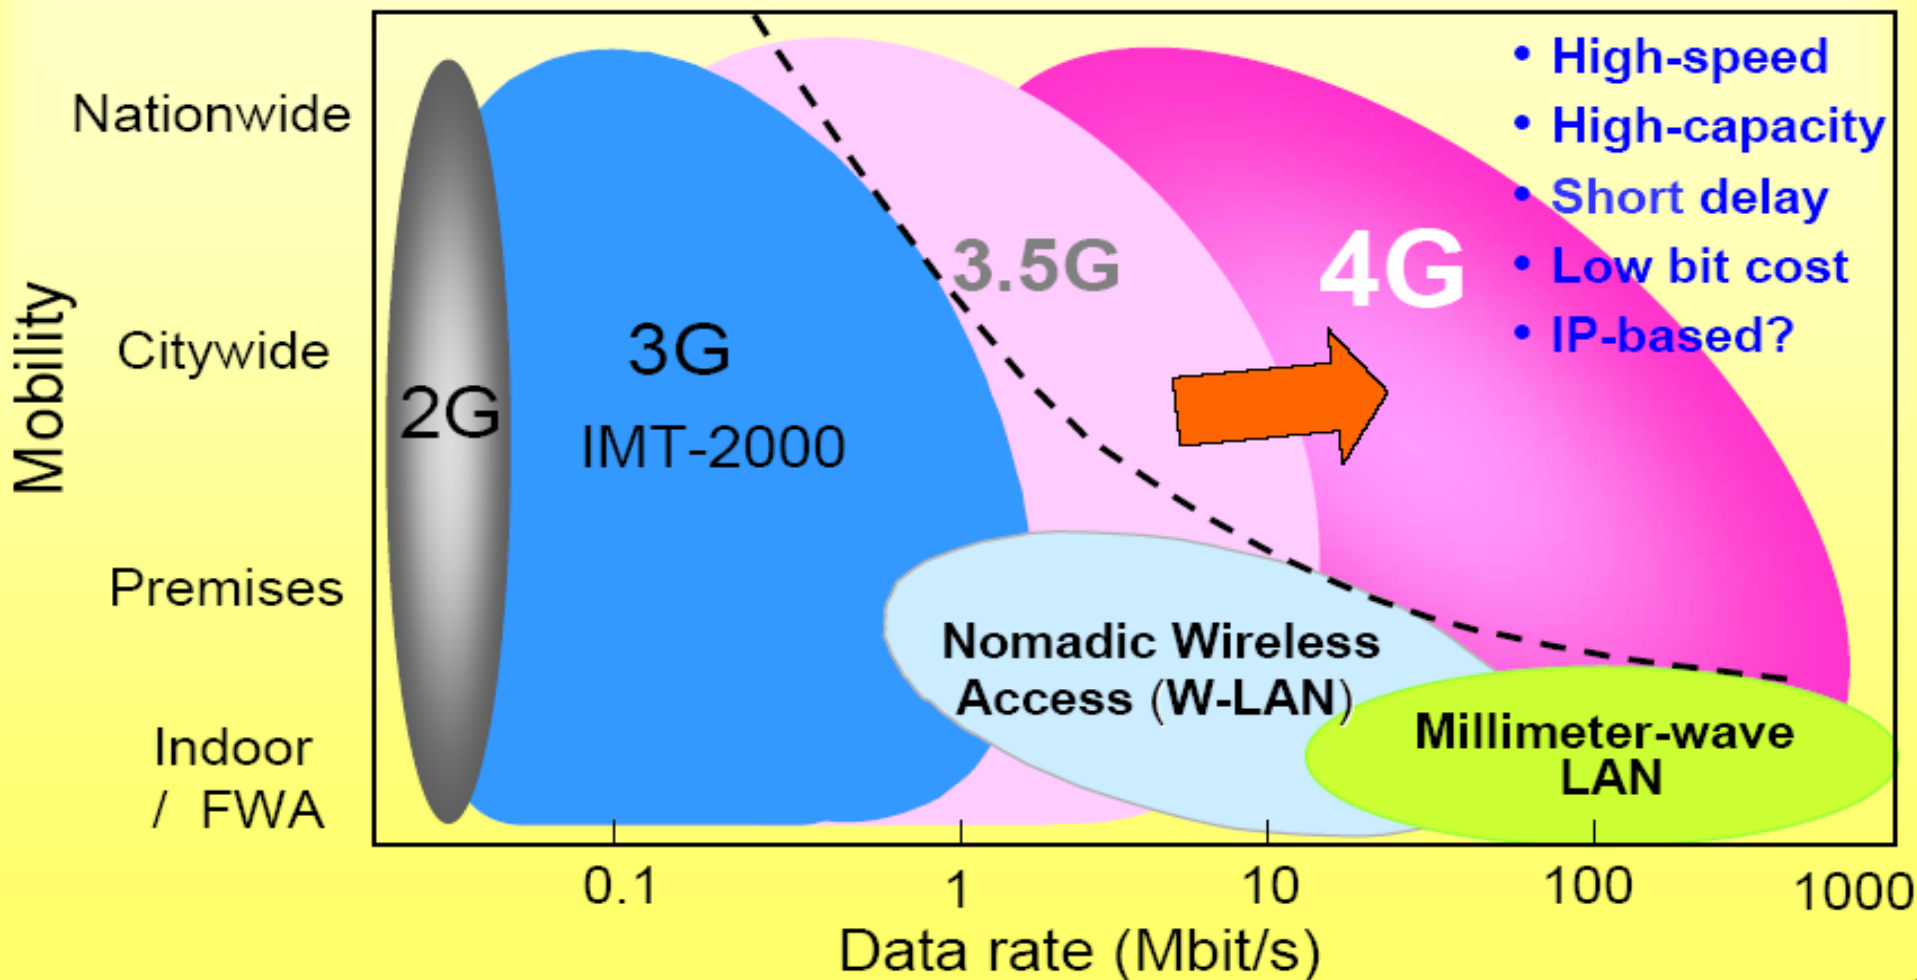 • High-speed
• High-capacity
• Short delay
• Low bit cost
• IP-based?
Nationwide
Citywide
Premises
Indoor
/ FWA
Mobility
2G
3G
IMT-2000
3.5G
4G
Nomadic Wireless
Access (W-LAN)
Millimeter-wave
LAN
0.1
1
10
100
1000
Data rate (Mbit/s)